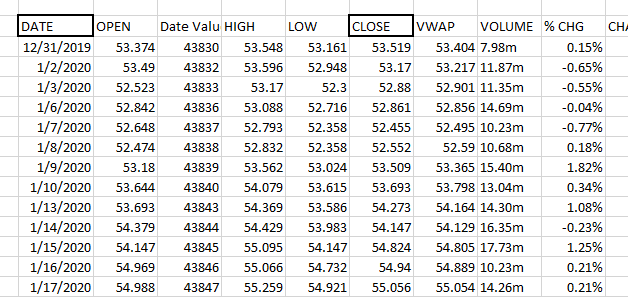 DATE OPEN Date Valu HIGH LOW CLOSE VWAP VOLUME % CHG CHA
12/31/2019 53.374 43830 53.548 53.161 53.519 53.404 7.98m 0.15%
1/2/2020 53.49 43832 53.596 52.948 53.17 53.217 11.87m -0.65%
1/3/2020 52.523 43833 53.17 52.3 52.88 52.901 11.35m -0.55%
1/6/2020 52.842 43836 53.088 52.716 52.861 52.856 14.69m -0.04%
1/7/2020 52.648 43837 52.793 52.358 52.455 52.495 10.23m -0.77%
1/8/2020 52.474 43838 52.832 52.358 52.552 52.59 10.68m 0.18%
1/9/2020 53.18 43839 53.562 53.024 53.509 53.365 15.40m 1.82%
1/10/2020 53.644 43840 54.079 53.615 53.693 53.798 13.04m 0.34%
1/13/2020 53.693 43843 54.369 53.586 54.273 54.164 14.30m 1.08%
1/14/2020 54.379 43844 54.429 53.983 54.147 54.129 16.35m -0.23%
1/15/2020 54.147 43845 55.095 54.147 54.824 54.805 17.73m 1.25%
1/16/2020 54.969 43846 55.066 54.732 54.94 54.889 10.23m 0.21%
1/17/2020 54.988 43847 55.259 54.921 55.056 55.054 14.26m 0.21%